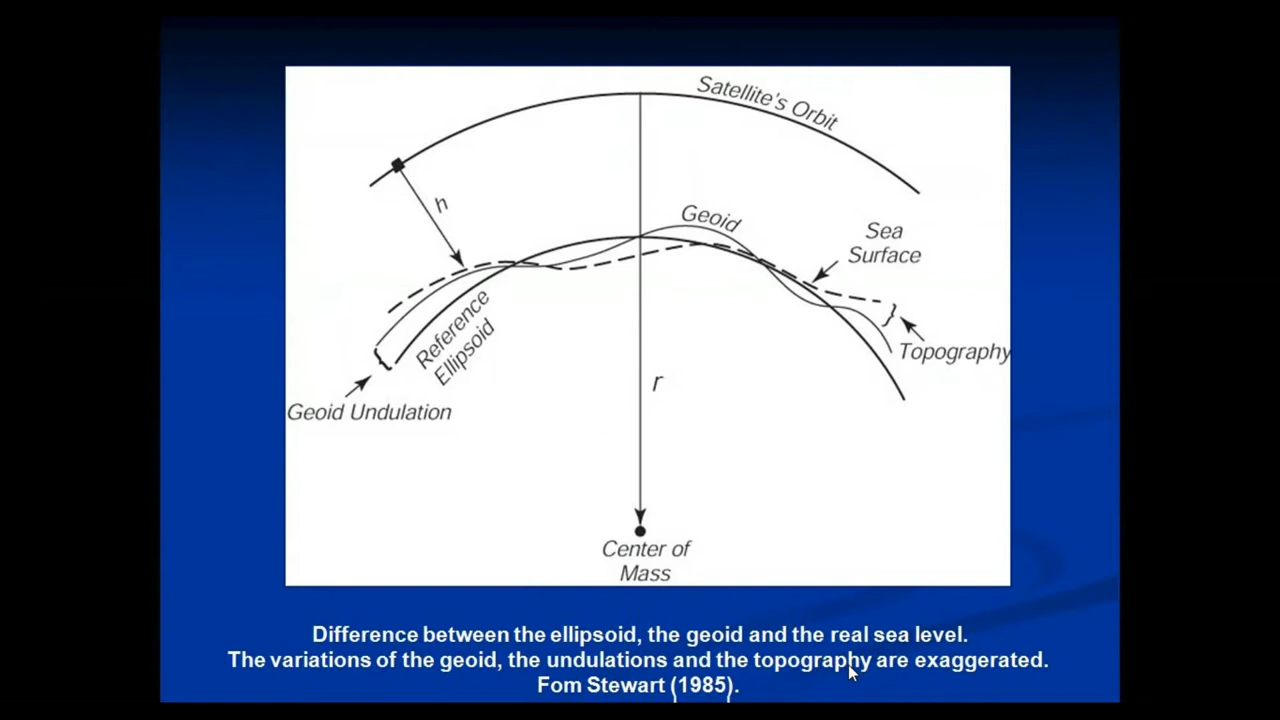 Satellite's Orbit
h
Geoid
Sea
Surface
Reference
Ellipsoid
Topography
r
Geoid Undulation
Center of
Mass
Difference between the ellipsoid, the geoid and the real sea level.
The variations of the geoid, the undulations and the topography are exaggerated.
Fom Stewart (1985).